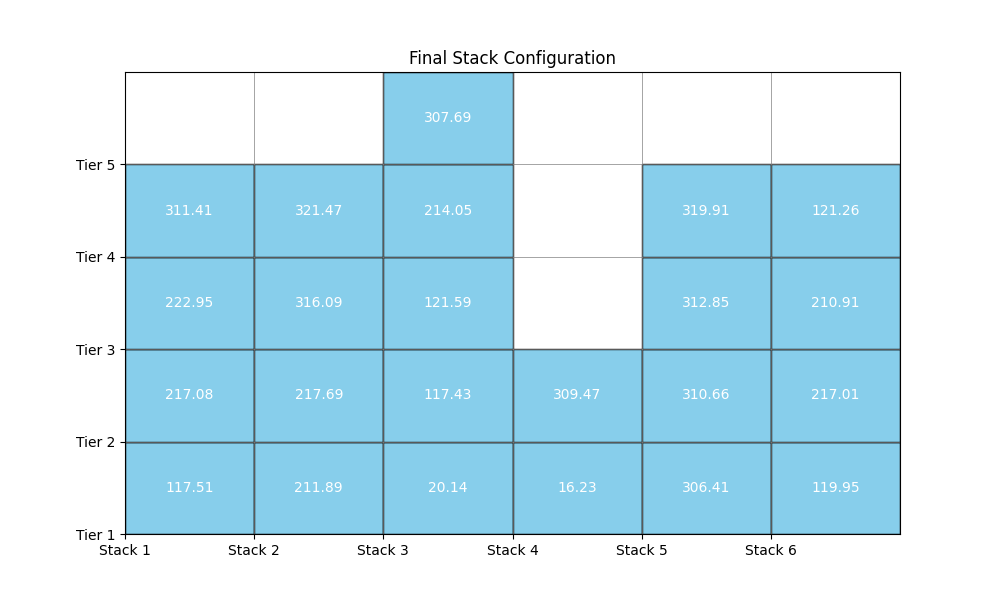 Final Stack Configuration
307.69
Tier 5
311.41 321.47 214.05 319.91 121.26
Tier 4
222.95 316.09 121.59 312.85 210.91
Tier 3
217.08 217.69 117.43 309.47 310.66 217.01
Tier 2
117.51 211.89 20.14 16.23 306.41 119.95
Tier 1
Stack 1 Stack 2 Stack 3 Stack 4 Stack 5 Stack 6